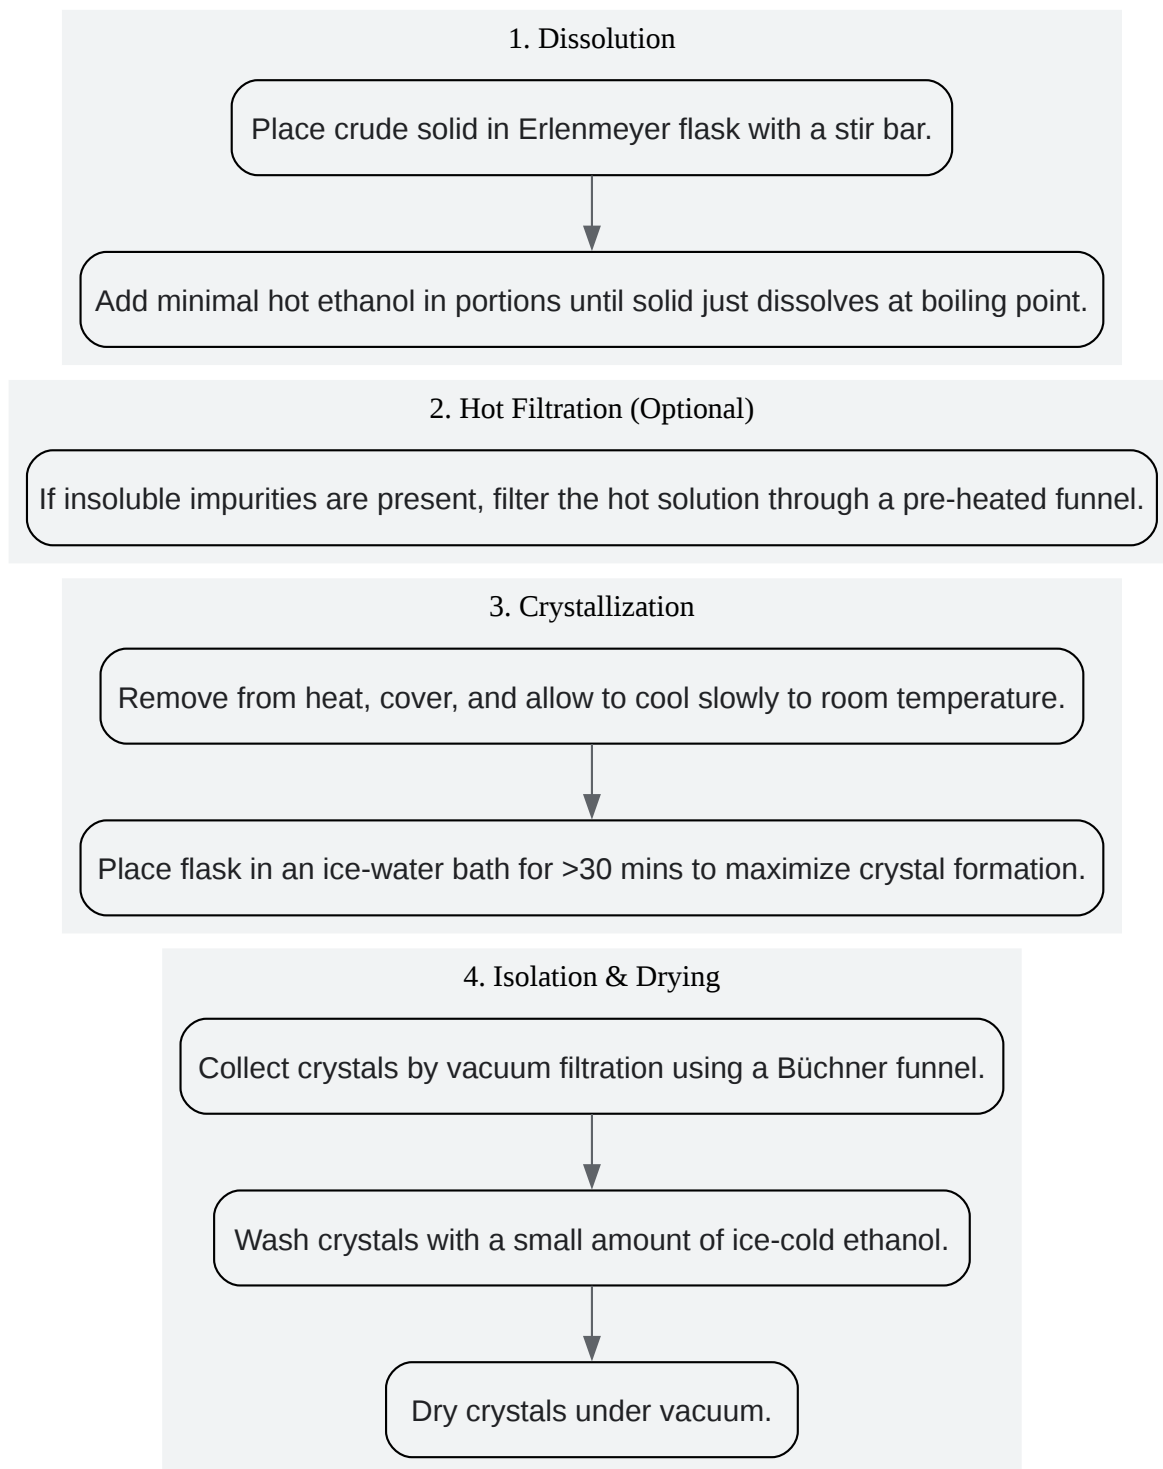 1. Dissolution
Place crude solid in Erlenmeyer flask with a stir bar.
Add minimal hot ethanol in portions until solid just dissolves at boiling point.
2. Hot Filtration (Optional)
If insoluble impurities are present, filter the hot solution through a pre-heated funnel.
3. Crystallization
Remove from heat, cover, and allow to cool slowly to room temperature.
Place flask in an ice-water bath for >30 mins to maximize crystal formation.
4. Isolation & Drying
Collect crystals by vacuum filtration using a Büchner funnel.
Wash crystals with a small amount of ice-cold ethanol.
Dry crystals under vacuum.